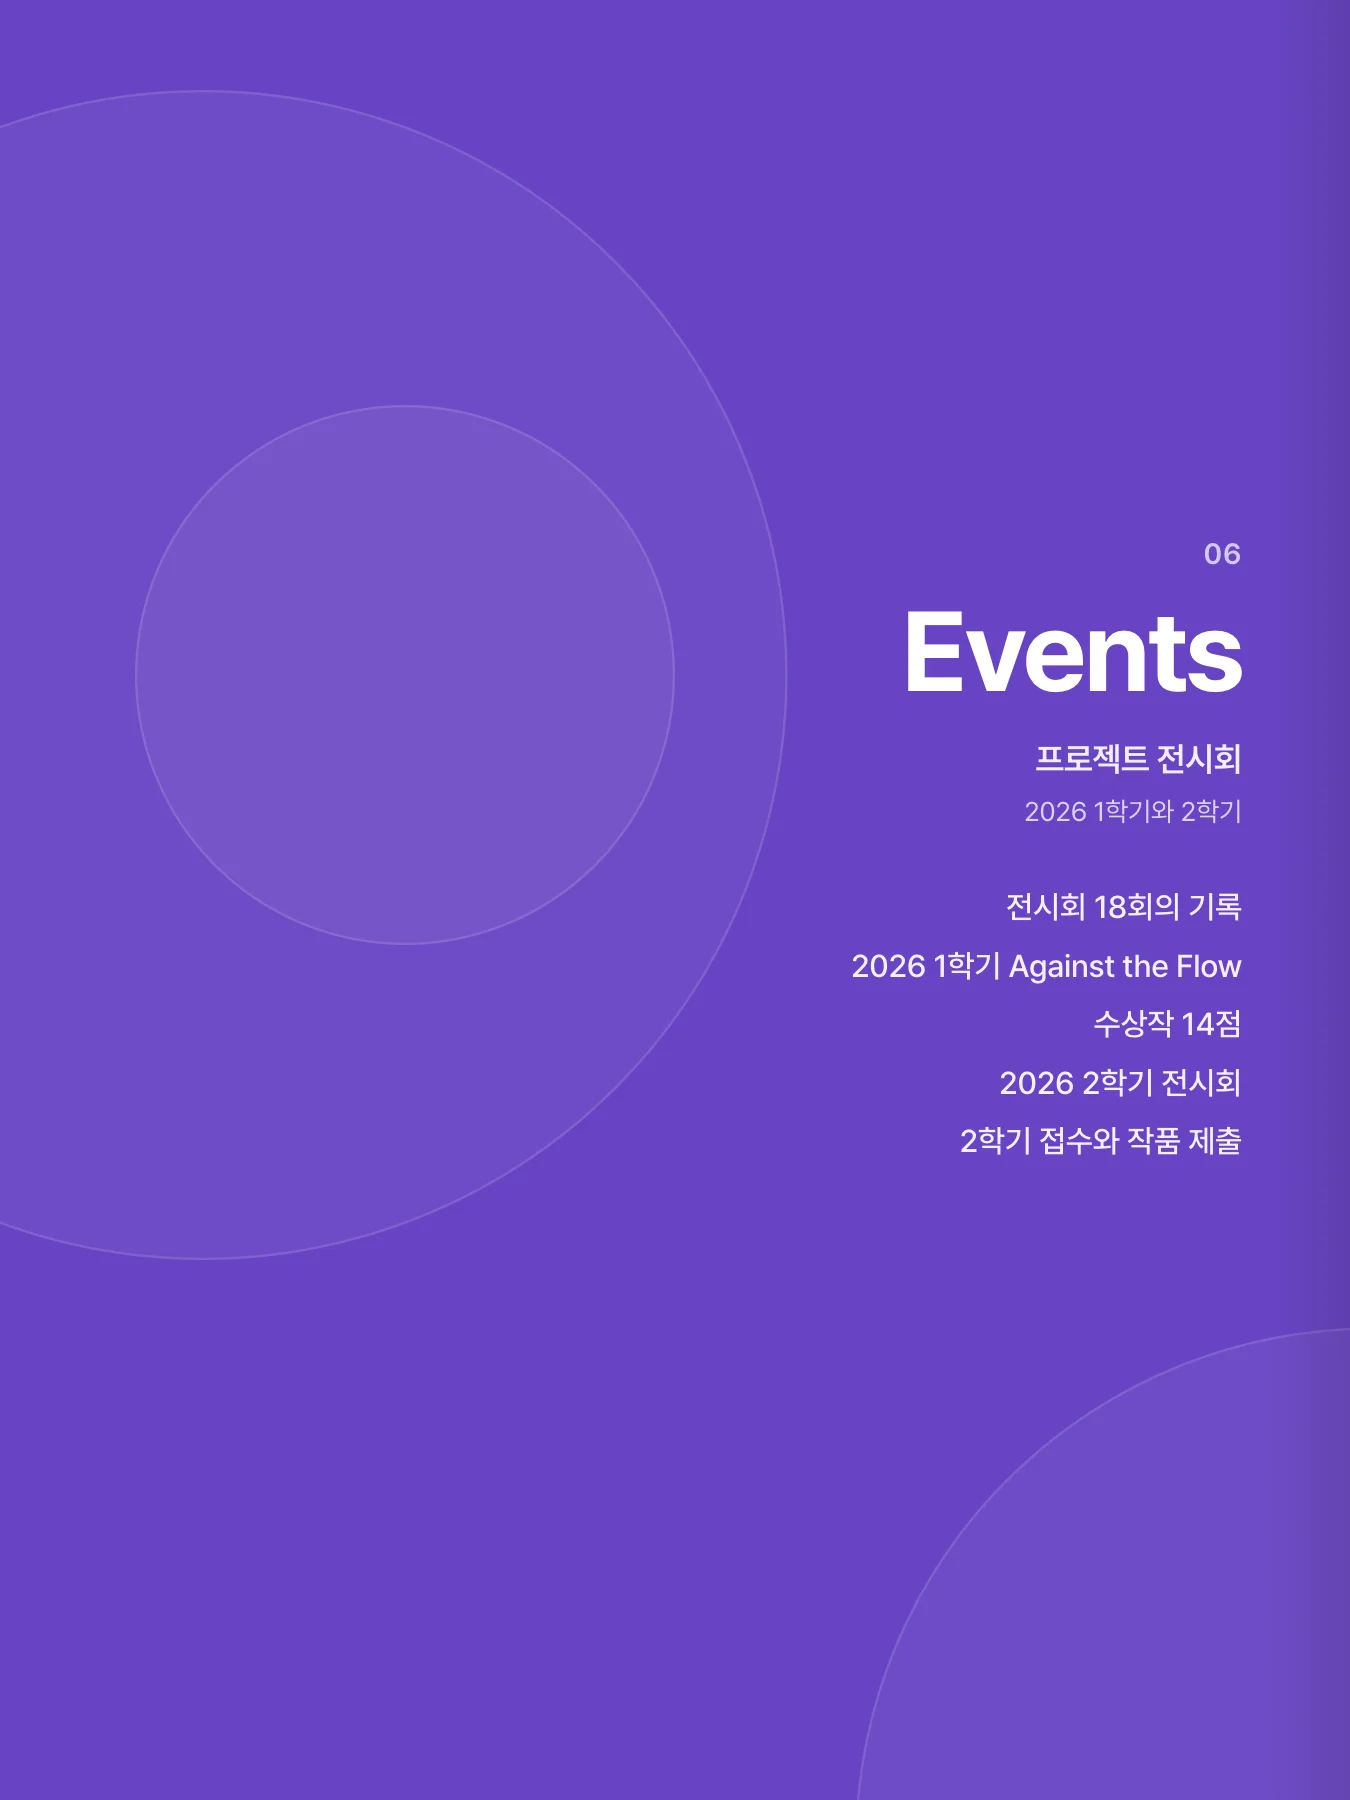 06
Events
프로젝트 전시회
2026 1학기와 2학기
전시회 18회의 기록
2026 1학기 Against the Flow
수상작 14점
2026 2학기 전시회
2학기 접수와 작품 제출